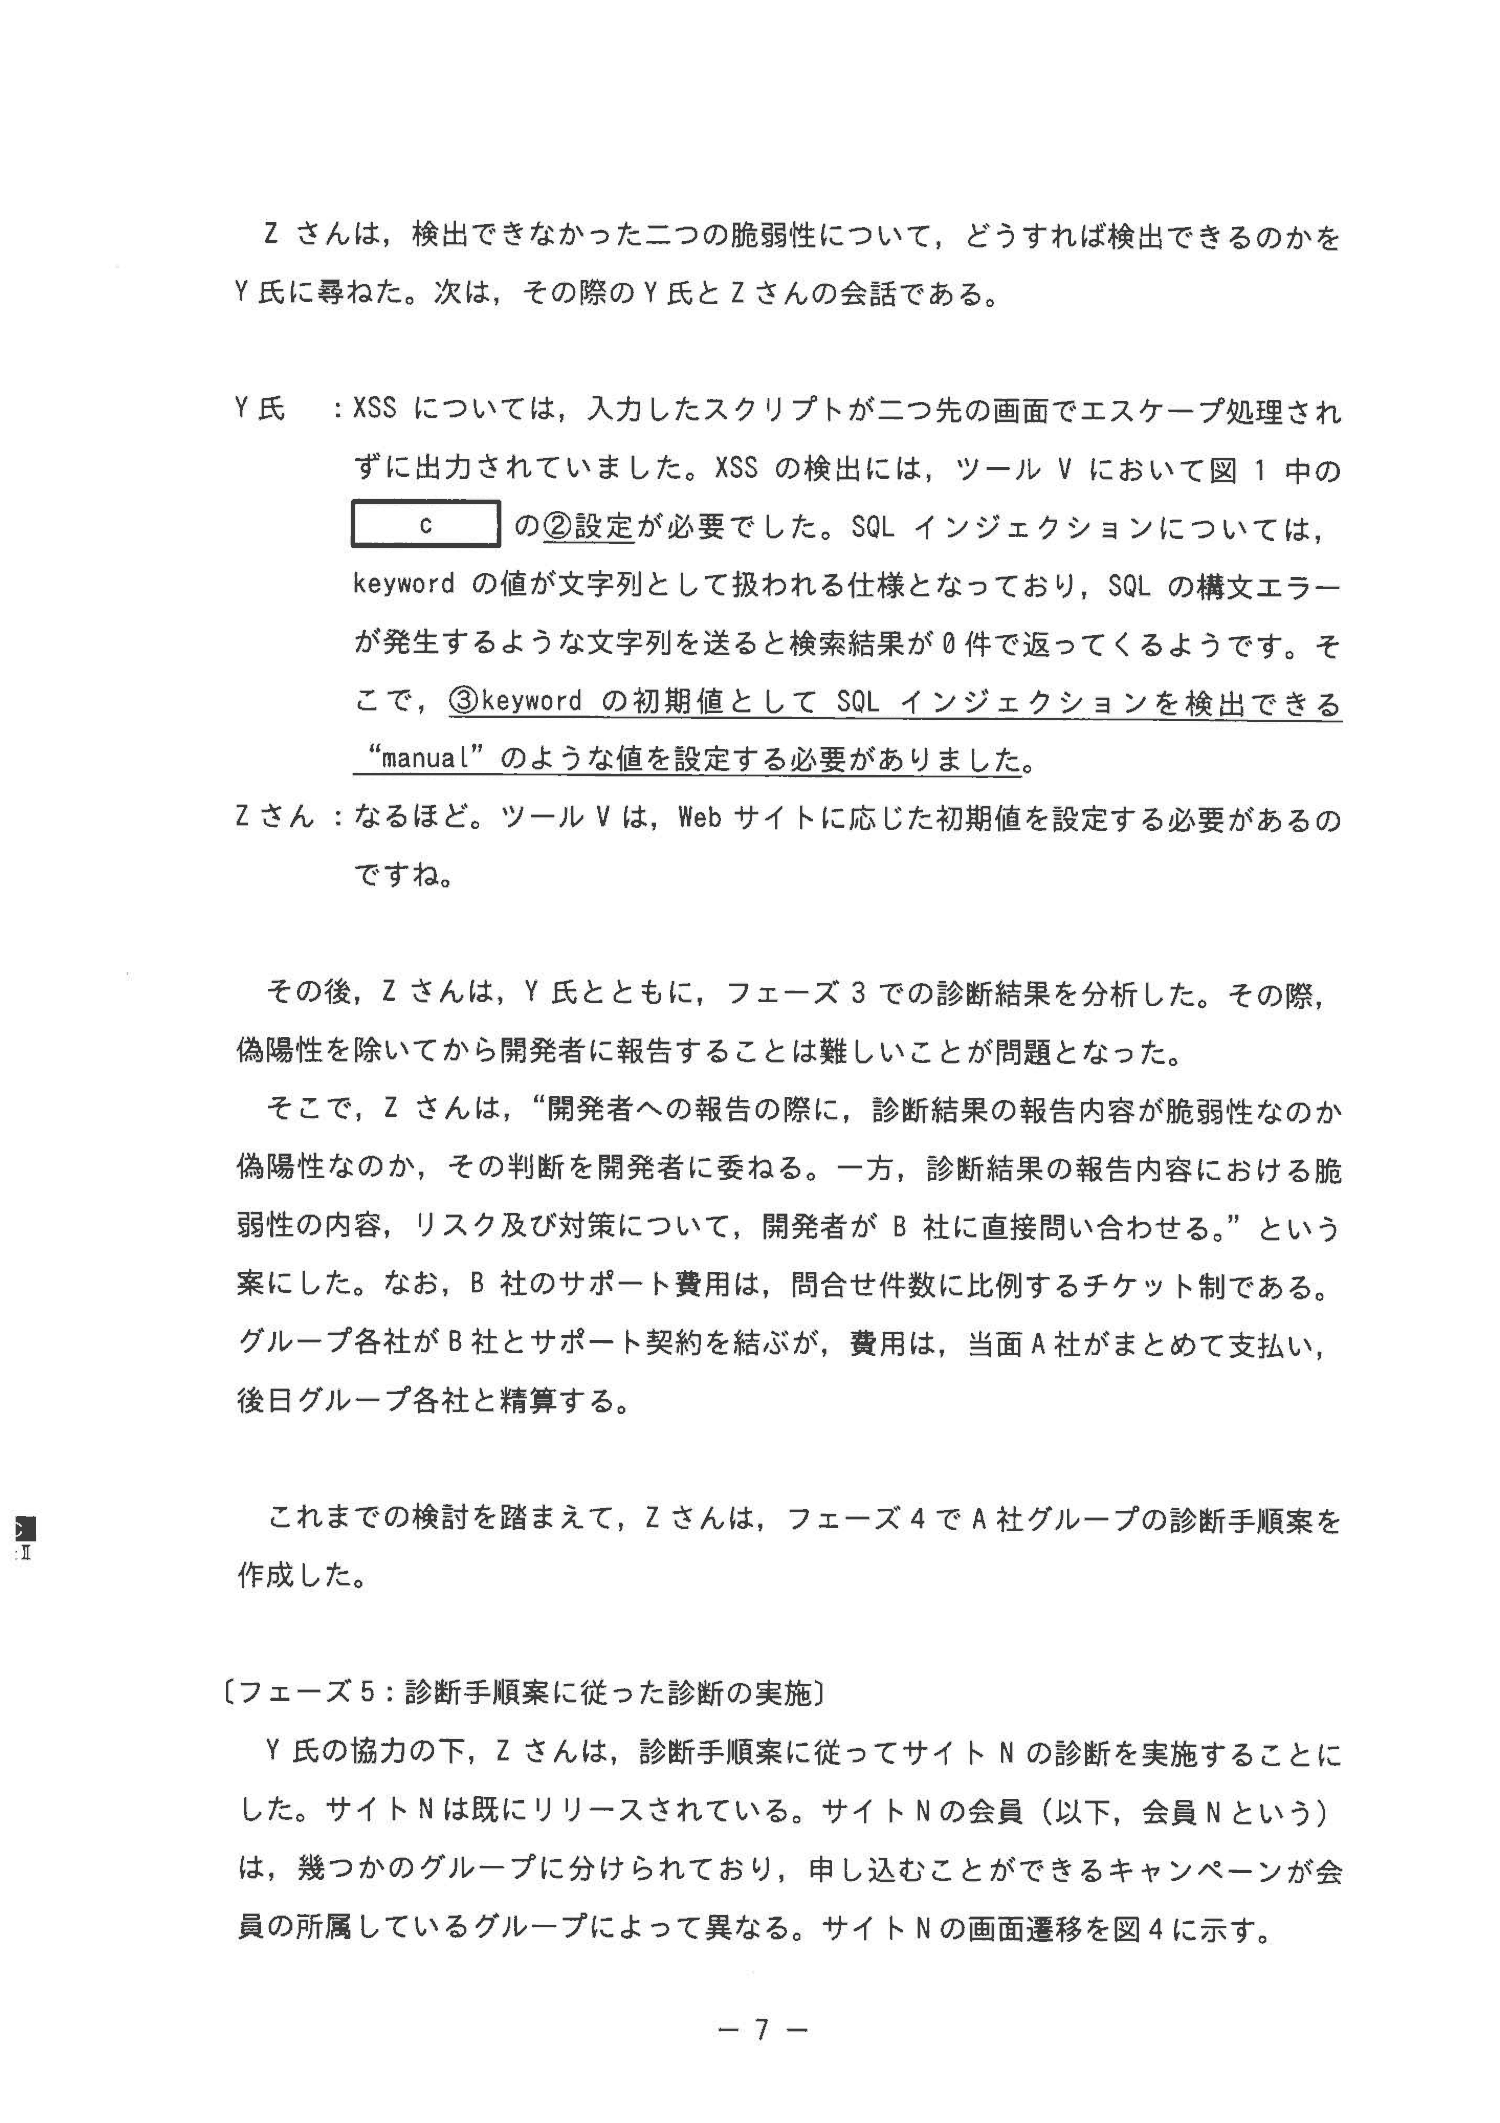 Z さんは，検出できなかった二つの脆弱性について，どうすれば検出できるのかを
Y 氏に尋ねた。次は，その際の Y 氏と Z さんの会話である。
Y 氏　：XSS については，入力したスクリプトが二つ先の画面でエスケープ処理され
ずに出力されていました。XSS の検出には，ツール V において図 1 中の
c の②設定が必要でした。SQL インジェクションについては，
keyword の値が文字列として扱われる仕様となっており，SQL の構文エラー
が発生するような文字列を送ると検索結果が 0 件で返ってくるようです。そ
こで，③keyword の初期値として SQL インジェクションを検出できる
“manual” のような値を設定する必要がありました。
Z さん：なるほど。ツール V は，Web サイトに応じた初期値を設定する必要があるの
ですね。
その後，Z さんは，Y 氏とともに，フェーズ 3 での診断結果を分析した。その際，
偽陽性を除いてから開発者に報告することは難しいことが問題となった。
そこで，Z さんは，“開発者への報告の際に，診断結果の報告内容が脆弱性なのか
偽陽性なのか，その判断を開発者に委ねる。一方，診断結果の報告内容における脆
弱性の内容，リスク及び対策について，開発者が B 社に直接問い合わせる。” という
案にした。なお，B 社のサポート費用は，問合せ件数に比例するチケット制である。
グループ各社が B 社とサポート契約を結ぶが，費用は，当面 A 社がまとめて支払い，
後日グループ各社と精算する。
これまでの検討を踏まえて，Z さんは，フェーズ 4 で A 社グループの診断手順案を
作成した。
〔フェーズ 5：診断手順案に従った診断の実施〕
Y 氏の協力の下，Z さんは，診断手順案に従ってサイト N の診断を実施することに
した。サイト N は既にリリースされている。サイト N の会員（以下，会員 N という）
は，幾つかのグループに分けられており，申し込むことができるキャンペーンが会
員の所属しているグループによって異なる。サイト N の画面遷移を図 4 に示す。
－ 7 －